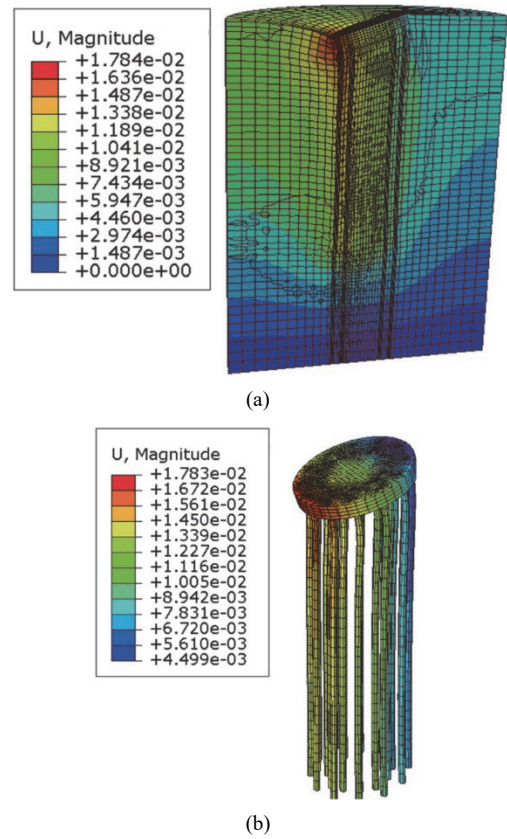 U, Magnitude
+1.784e-02
+1.636e-02
+1.487e-02
+1.338e-02
+1.189e-02
+1.041e-02
+8.921e-03
+7.434e-03
+5.947e-03
+4.460e-03
+2.974e-03
+1.487e-03
+0.000e+00
(a)
U, Magnitude
+1.783e-02
+1.672e-02
+1.561e-02
+1.450e-02
+1.339e-02
+1.227e-02
+1.116e-02
+1.005e-02
+8.942e-03
+7.831e-03
+6.720e-03
+5.610e-03
+4.499e-03
(b)